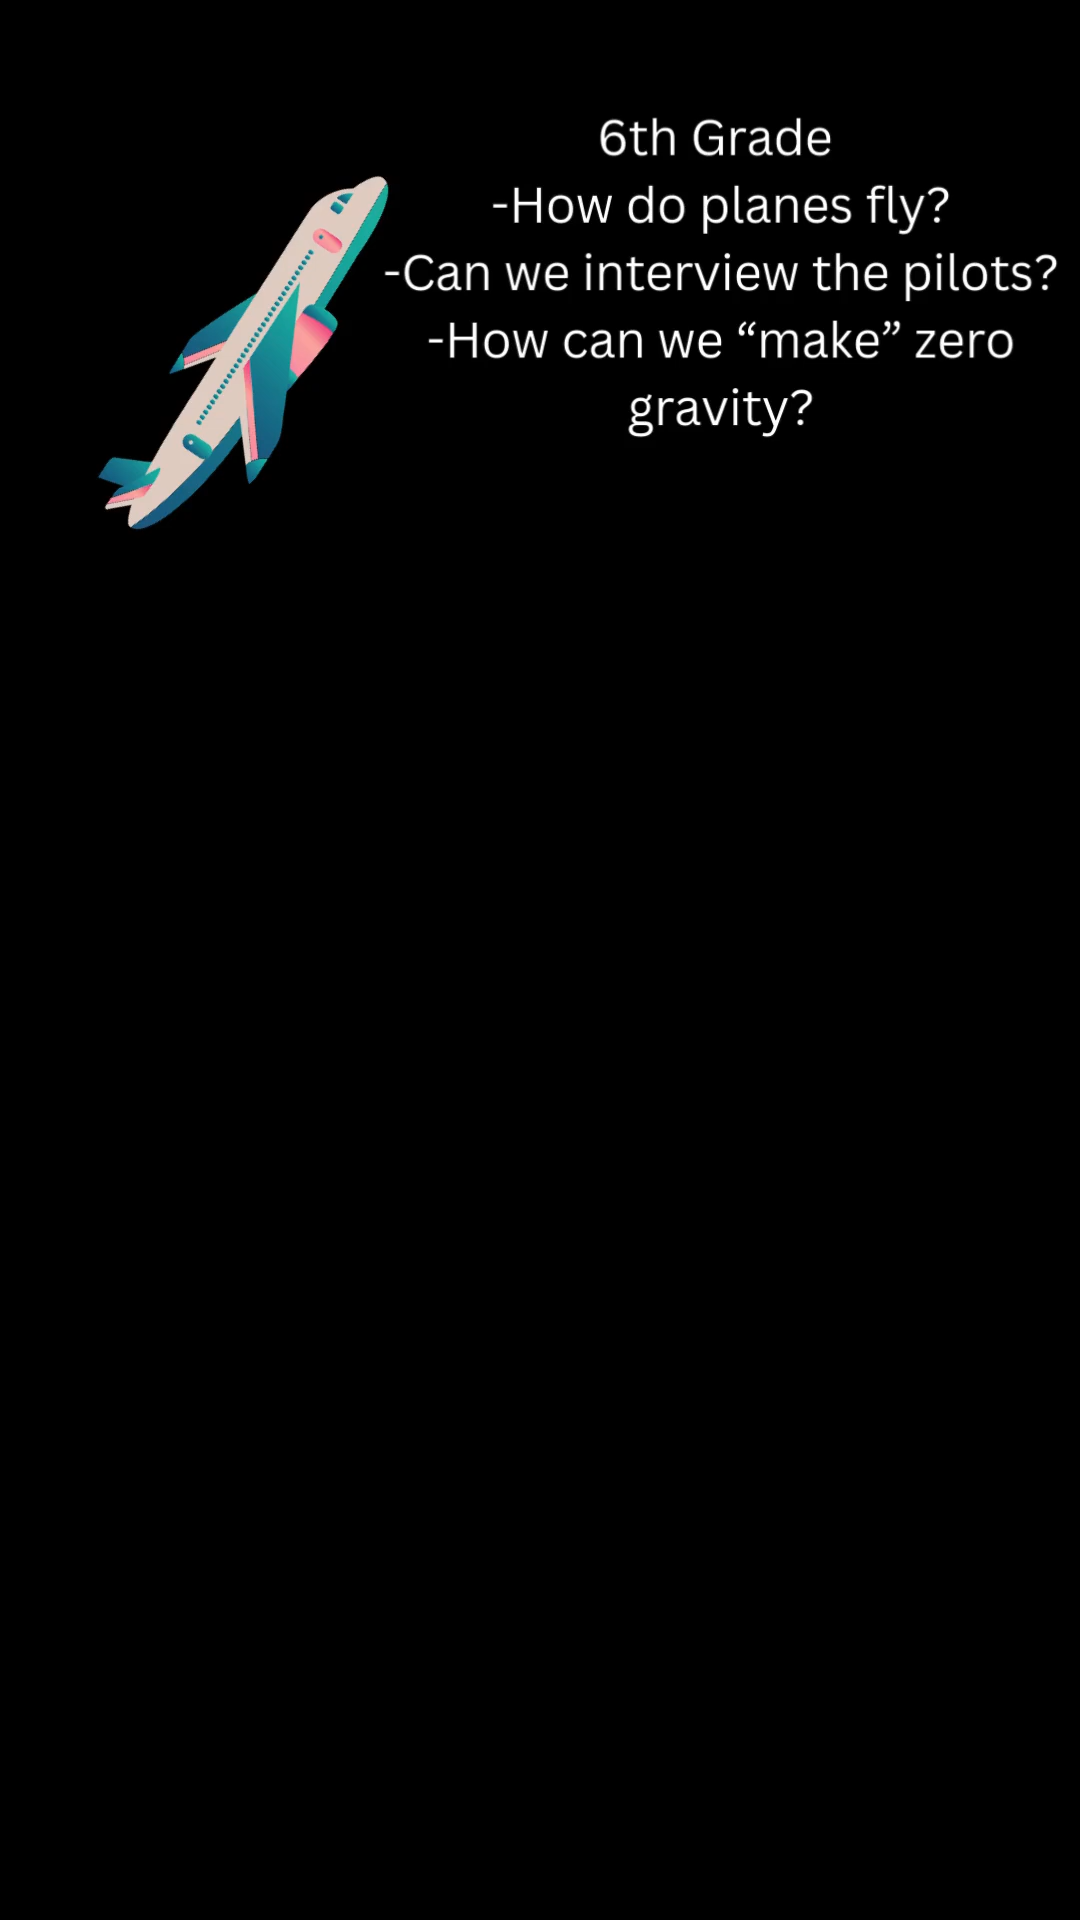 6th Grade
-How do planes fly?
-Can we interview the pilots?
-How can we “make” zero
gravity?